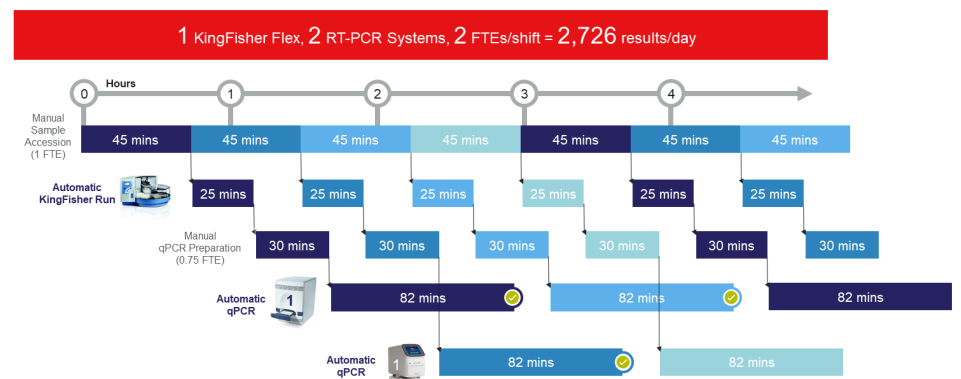 1 KingFisher Flex, 2 RT-PCR Systems, 2 FTEs/shift = 2,726 results/day
Hours
0 1 2 3 4
Manual
Sample
Accession
(1 FTE)
45 mins 45 mins 45 mins 45 mins 45 mins 45 mins 45 mins
Automatic
KingFisher Run
25 mins 25 mins 25 mins 25 mins 25 mins 25 mins
Manual
qPCR Preparation
(0.75 FTE)
30 mins 30 mins 30 mins 30 mins 30 mins 30 mins
Automatic
qPCR
1
82 mins 82 mins 82 mins
Automatic
qPCR
1
82 mins 82 mins